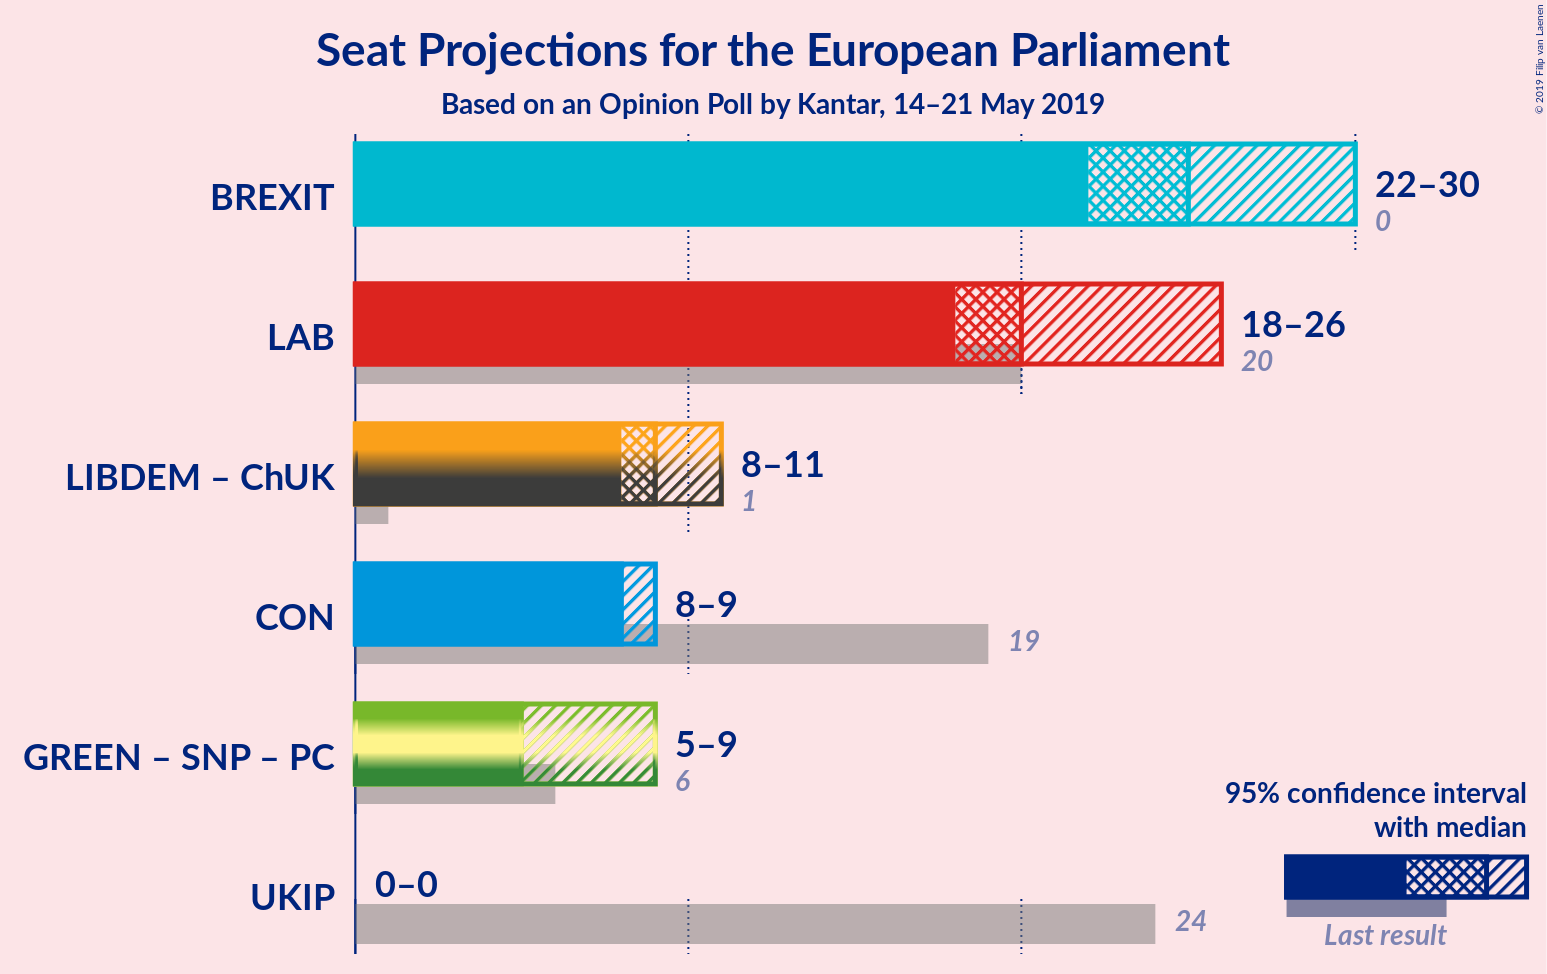 Seat Projections for the European Parliament
Based on an Opinion Poll by Kantar, 14–21 May 2019
© 2019 Filip van Laenen
BREXIT
22–30
0
LAB
18–26
20
LIBDEM – ChUK
8–11
1
CON
8–9
19
GREEN – SNP – PC
5–9
6
UKIP
0–0
24
95% confidence interval
with median
Last result